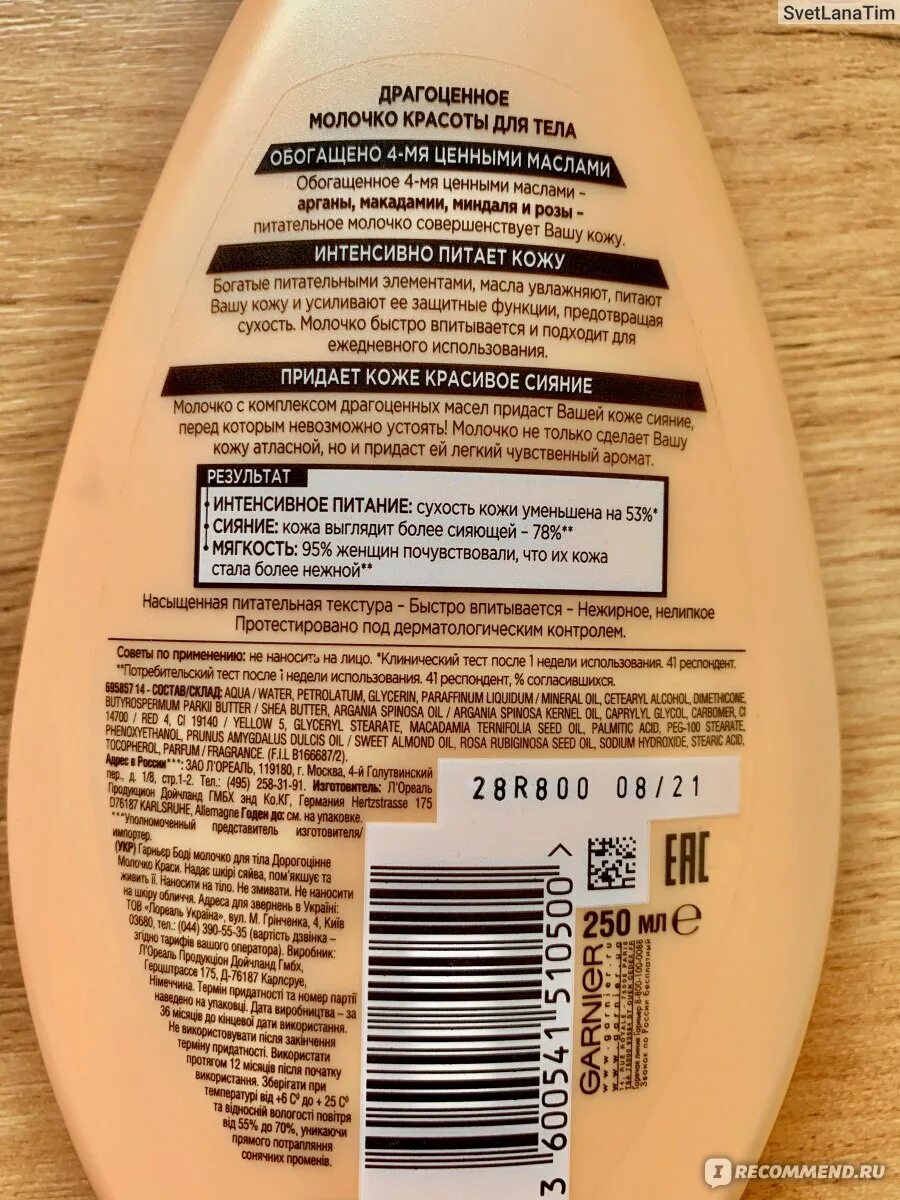 SvetLanaTim
ДРАГОЦЕННОЕ
МОЛОЧКО КРАСОТЫ ДЛЯ ТЕЛА
ОБОГАЩЕНО 4-МЯ ЦЕННЫМИ МАСЛАМИ
Обогащенное 4-мя ценными маслами –
арганы, макадамии, миндаля и розы –
питательное молочко совершенствует Вашу кожу.
ИНТЕНСИВНО ПИТАЕТ КОЖУ
Богатые питательными элементами, масла увлажняют, питают
Вашу кожу и усиливают ее защитные функции, предотвращая
сухость. Молочко быстро впитывается и подходит для
ежедневного использования.
ПРИДАЕТ КОЖЕ КРАСИВОЕ СИЯНИЕ
Молочко с комплексом драгоценных масел придаст Вашей коже сияние,
перед которым невозможно устоять! Молочко не только сделает Вашу
кожу атласной, но и придаст ей легкий чувственный аромат.
РЕЗУЛЬТАТ
• ИНТЕНСИВНОЕ ПИТАНИЕ: сухость кожи уменьшена на 53%*
• СИЯНИЕ: кожа выглядит более сияющей – 78%**
• МЯГКОСТЬ: 95% женщин почувствовали, что их кожа
стала более нежной**
Насыщенная питательная текстура – Быстро впитывается – Нежирное, нелипкое
Протестировано под дерматологическим контролем.
Советы по применению: не наносить на лицо. *Клинический тест после 1 недели использования. 41 респондент.
**Потребительский тест после 1 недели использования. 41 респондент, % согласившихся.
695857 14 - СОСТАВ/СКЛАД: AQUA / WATER, PETROLATUM, GLYCERIN, PARAFFINUM LIQUIDUM / MINERAL OIL, CETEARYL ALCOHOL, DIMETHICONE,
BUTYROSPERMUM PARKII BUTTER / SHEA BUTTER, ARGANIA SPINOSA OIL / ARGANIA SPINOSA KERNEL OIL, CAPRYLYL GLYCOL, CARBOMER, CI
14700 / RED 4, CI 19140 / YELLOW 5, GLYCERYL STEARATE, MACADAMIA TERNIFOLIA SEED OIL, PALMITIC ACID, PEG-100 STEARATE,
PHENOXYETHANOL, PRUNUS AMYGDALUS DULCIS OIL / SWEET ALMOND OIL, ROSA RUBIGINOSA SEED OIL, SODIUM HYDROXIDE, STEARIC ACID,
TOCOPHEROL, PARFUM / FRAGRANCE. (F.I.L B166687/2).
Адрес в России***: ЗАО Л'ОРЕАЛЬ, 119180, г. Москва, 4-й Голутвинский
пер., д. 1/8, стр.1-2. Тел.: (495) 258-31-91. Изготовитель: Л'Ореаль
Продукцион Дойчланд ГМБХ энд Ко.КГ, Германия Hertzstrasse 175
D76187 KARLSRUHE, Allemagne Годен до: см. на упаковке.
***Уполномоченный представитель изготовителя/
импортер.
28R800 08/21
(УКР) Гарньєр Боді молочко для тіла Дорогоцінне
Молочко Краси. Надає шкірі сяйва, пом'якшує та
живить її. Наносити на тіло. Не змивати. Не наносити
на шкіру обличчя. Адреса для звернень в Україні:
ТОВ «Лореаль Україна», вул. М. Грінченка, 4, Київ
03680, тел.: (044) 390-55-35 (вартість дзвінка –
згідно тарифів вашого оператора). Виробник:
Л'Ореаль Продукціон Дойчланд Гмбх,
Герцштрассе 175, Д-76187 Карлсруе,
Німеччина. Термін придатності та номер партії
наведено на упаковці. Дата виробництва – за
36 місяців до кінцевої дати використання.
Не використовувати після закінчення
терміну придатності. Використати
протягом 12 місяців після початку
використання. Зберігати при
температурі від +6 С° до + 25 С°
та відносній вологості повітря
від 55% до 70%, уникаючи
прямого потрапляння
сонячних променів.
3 600541 510500 >
EAC
250 мл e
GARNIER
www.garnier.ru
www.garnier.ua
Горячая линия Гарньер 8-800-100-0088
Звонок по России бесплатный
IRECOMMEND.RU